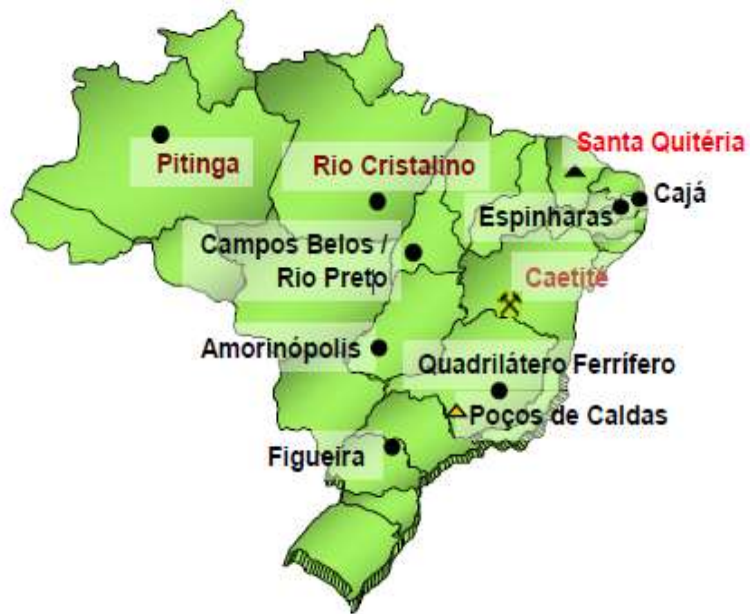 Santa Quitéria
Pitinga
Rio Cristalino
Cajá
Espinharas
Campos Belos /
Rio Preto
Caetité
Amorinópolis
Quadrilátero Ferrífero
Poços de Caldas
Figueira